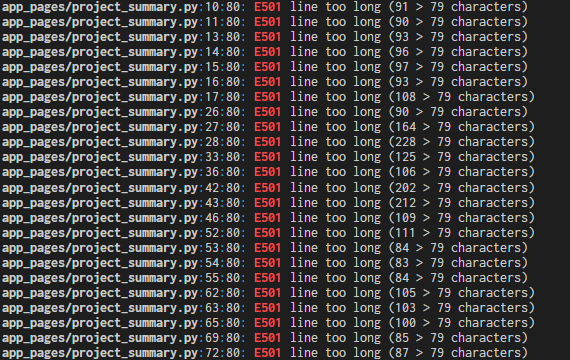 app_pages/project_summary.py:10:80: E501 line too long (91 > 79 characters)
app_pages/project_summary.py:11:80: E501 line too long (90 > 79 characters)
app_pages/project_summary.py:13:80: E501 line too long (93 > 79 characters)
app_pages/project_summary.py:14:80: E501 line too long (96 > 79 characters)
app_pages/project_summary.py:15:80: E501 line too long (97 > 79 characters)
app_pages/project_summary.py:16:80: E501 line too long (93 > 79 characters)
app_pages/project_summary.py:17:80: E501 line too long (108 > 79 characters)
app_pages/project_summary.py:26:80: E501 line too long (90 > 79 characters)
app_pages/project_summary.py:27:80: E501 line too long (164 > 79 characters)
app_pages/project_summary.py:28:80: E501 line too long (228 > 79 characters)
app_pages/project_summary.py:33:80: E501 line too long (125 > 79 characters)
app_pages/project_summary.py:36:80: E501 line too long (106 > 79 characters)
app_pages/project_summary.py:42:80: E501 line too long (202 > 79 characters)
app_pages/project_summary.py:43:80: E501 line too long (212 > 79 characters)
app_pages/project_summary.py:46:80: E501 line too long (109 > 79 characters)
app_pages/project_summary.py:52:80: E501 line too long (111 > 79 characters)
app_pages/project_summary.py:53:80: E501 line too long (84 > 79 characters)
app_pages/project_summary.py:54:80: E501 line too long (83 > 79 characters)
app_pages/project_summary.py:55:80: E501 line too long (84 > 79 characters)
app_pages/project_summary.py:62:80: E501 line too long (105 > 79 characters)
app_pages/project_summary.py:63:80: E501 line too long (103 > 79 characters)
app_pages/project_summary.py:65:80: E501 line too long (100 > 79 characters)
app_pages/project_summary.py:69:80: E501 line too long (85 > 79 characters)
app_pages/project_summary.py:72:80: E501 line too long (87 > 79 characters)